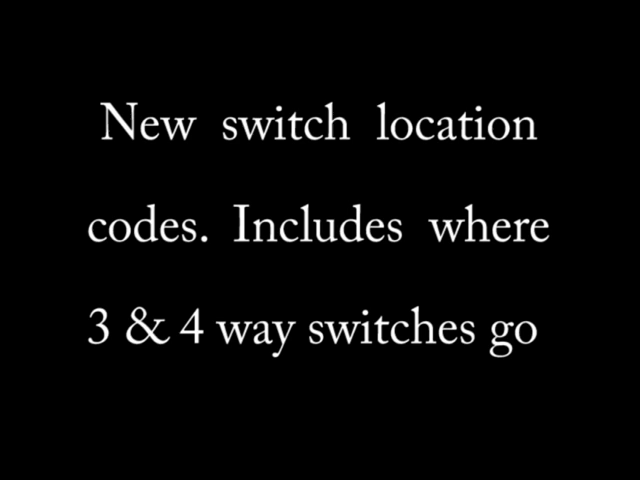 New switch location
codes. Includes where
3 & 4 way switches go